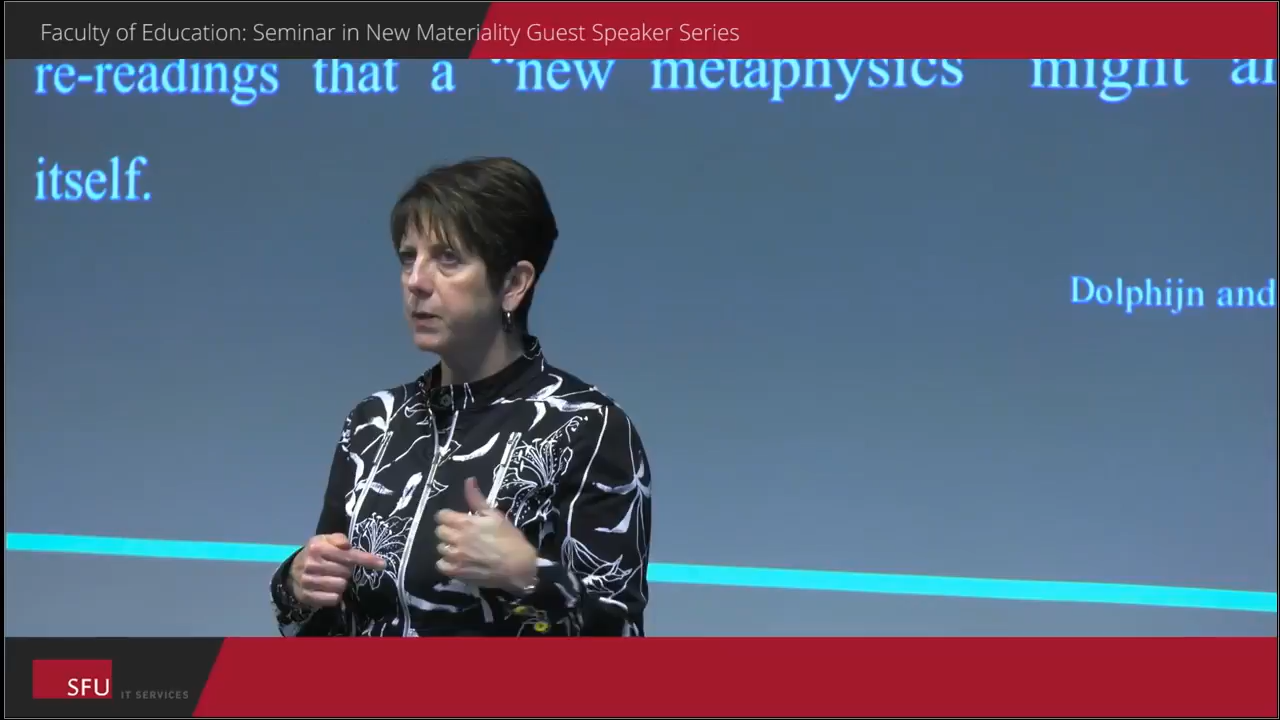 Faculty of Education: Seminar in New Materiality Guest Speaker Series
re-readings that a "new metaphysics" might
itself.
Dolphijn and
SFU IT SERVICES